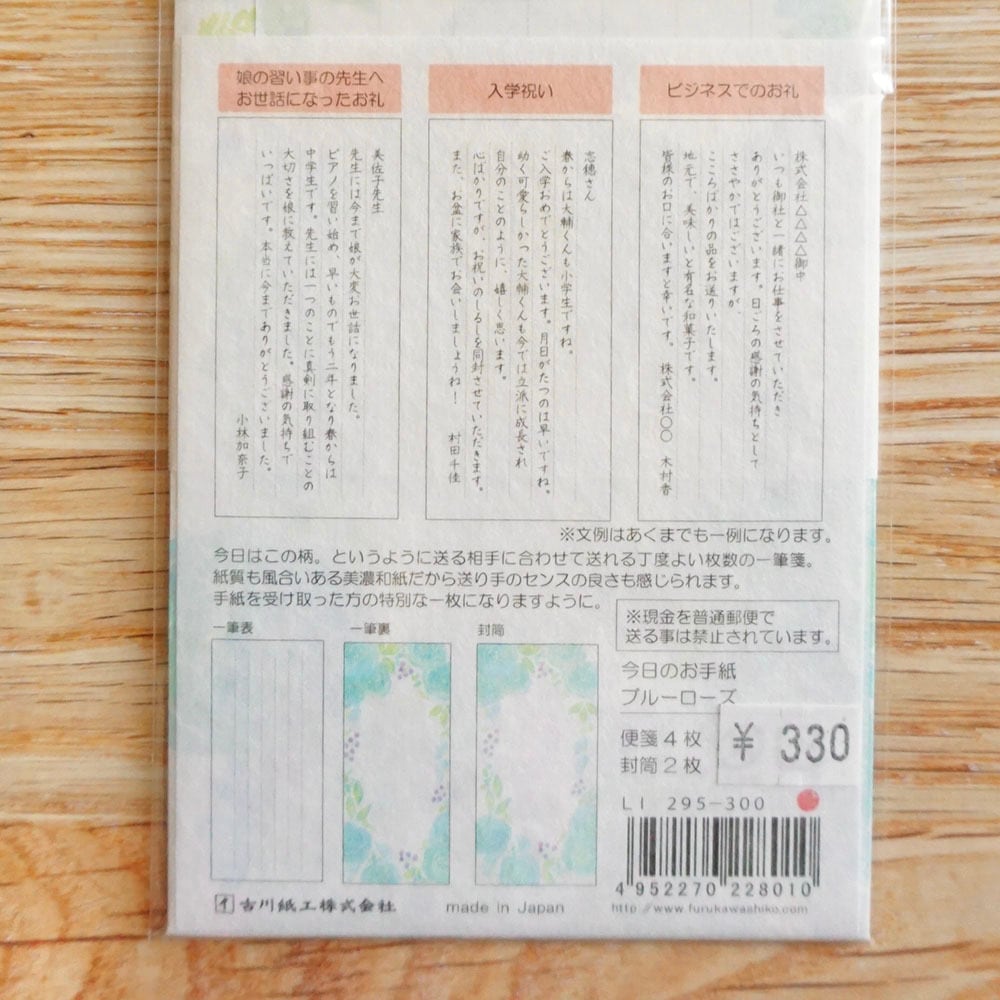 娘の習い事の先生へ
お世話になったお礼
美佐子先生
先生には今まで娘が大変お世話になりました。
ピアノを習い始め、早いものでもう二年となり春からは
中学生です。先生には一つのことに真剣に取り組むことの
大切さを娘に教えていただきました。感謝の気持ちで
いっぱいです。本当に今までありがとうございました。
小林加奈子
入学祝い
志穂さん
春からは大輔くんも小学生ですね。
ご入学おめでとうございます。月日がたつのは早いですね。
幼く可愛らしかった大輔くんも今では立派に成長され
自分のことのように、嬉しく思います。
心ばかりですが、お祝いのしるしを同封させていただきます。
また、お盆に家族でお会いしましょうね！ 村田千佳
ビジネスでのお礼
株式会社△△△△御中
いつも御社と一緒にお仕事をさせていただき
ありがとうございます。日ごろの感謝の気持ちとして
ささやかではございますが、
こころばかりの品をお送りいたします。
地元で、美味しいと有名な和菓子です。
皆様のお口に合いますと幸いです。 株式会社○○ 木村香
※文例はあくまでも一例になります。
今日はこの柄。というように送る相手に合わせて送れる丁度よい枚数の一筆箋。
紙質も風合いある美濃和紙だから送り手のセンスの良さも感じられます。
手紙を受け取った方の特別な一枚になりますように。
※現金を普通郵便で
送る事は禁止されています。
一筆表
一筆裏
封筒
今日のお手紙
ブルーローズ
便箋4枚
封筒2枚
¥ 330
LI 295-300
4 952270 228010
古川紙工株式会社
made in Japan
http://www.furukawashiko.com